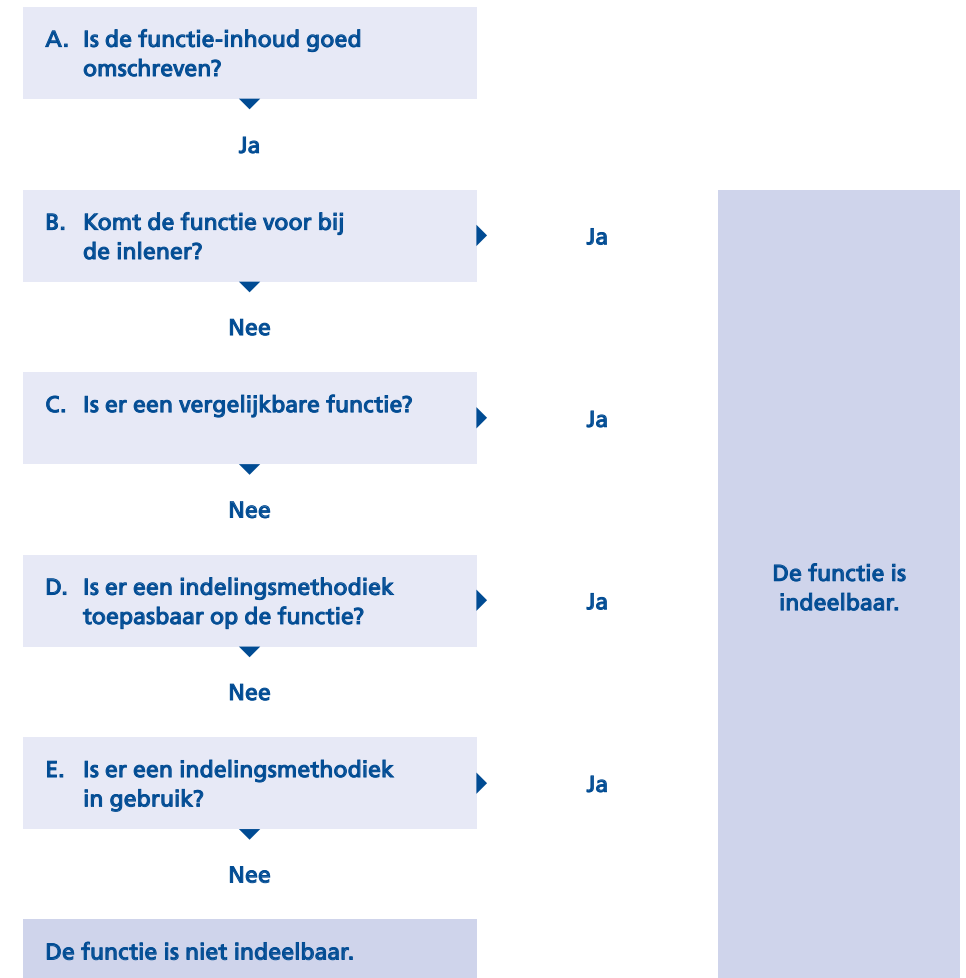 A. Is de functie-inhoud goed
omschreven?
Ja
B. Komt de functie voor bij
de inlener?
Ja
Nee
C. Is er een vergelijkbare functie?
Ja
Nee
D. Is er een indelingsmethodiek
toepasbaar op de functie?
Ja
Nee
E. Is er een indelingsmethodiek
in gebruik?
Ja
Nee
De functie is niet indeelbaar.
De functie is
indeelbaar.